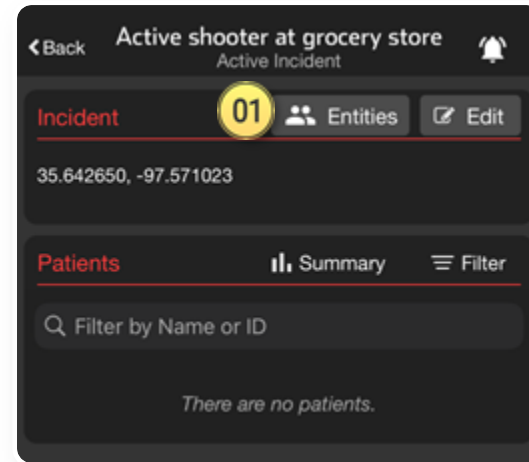 Back
Active shooter at grocery store
Active Incident
Incident
01
Entities
Edit
35.642650, -97.571023
Patients
Summary
Filter
Filter by Name or ID
There are no patients.